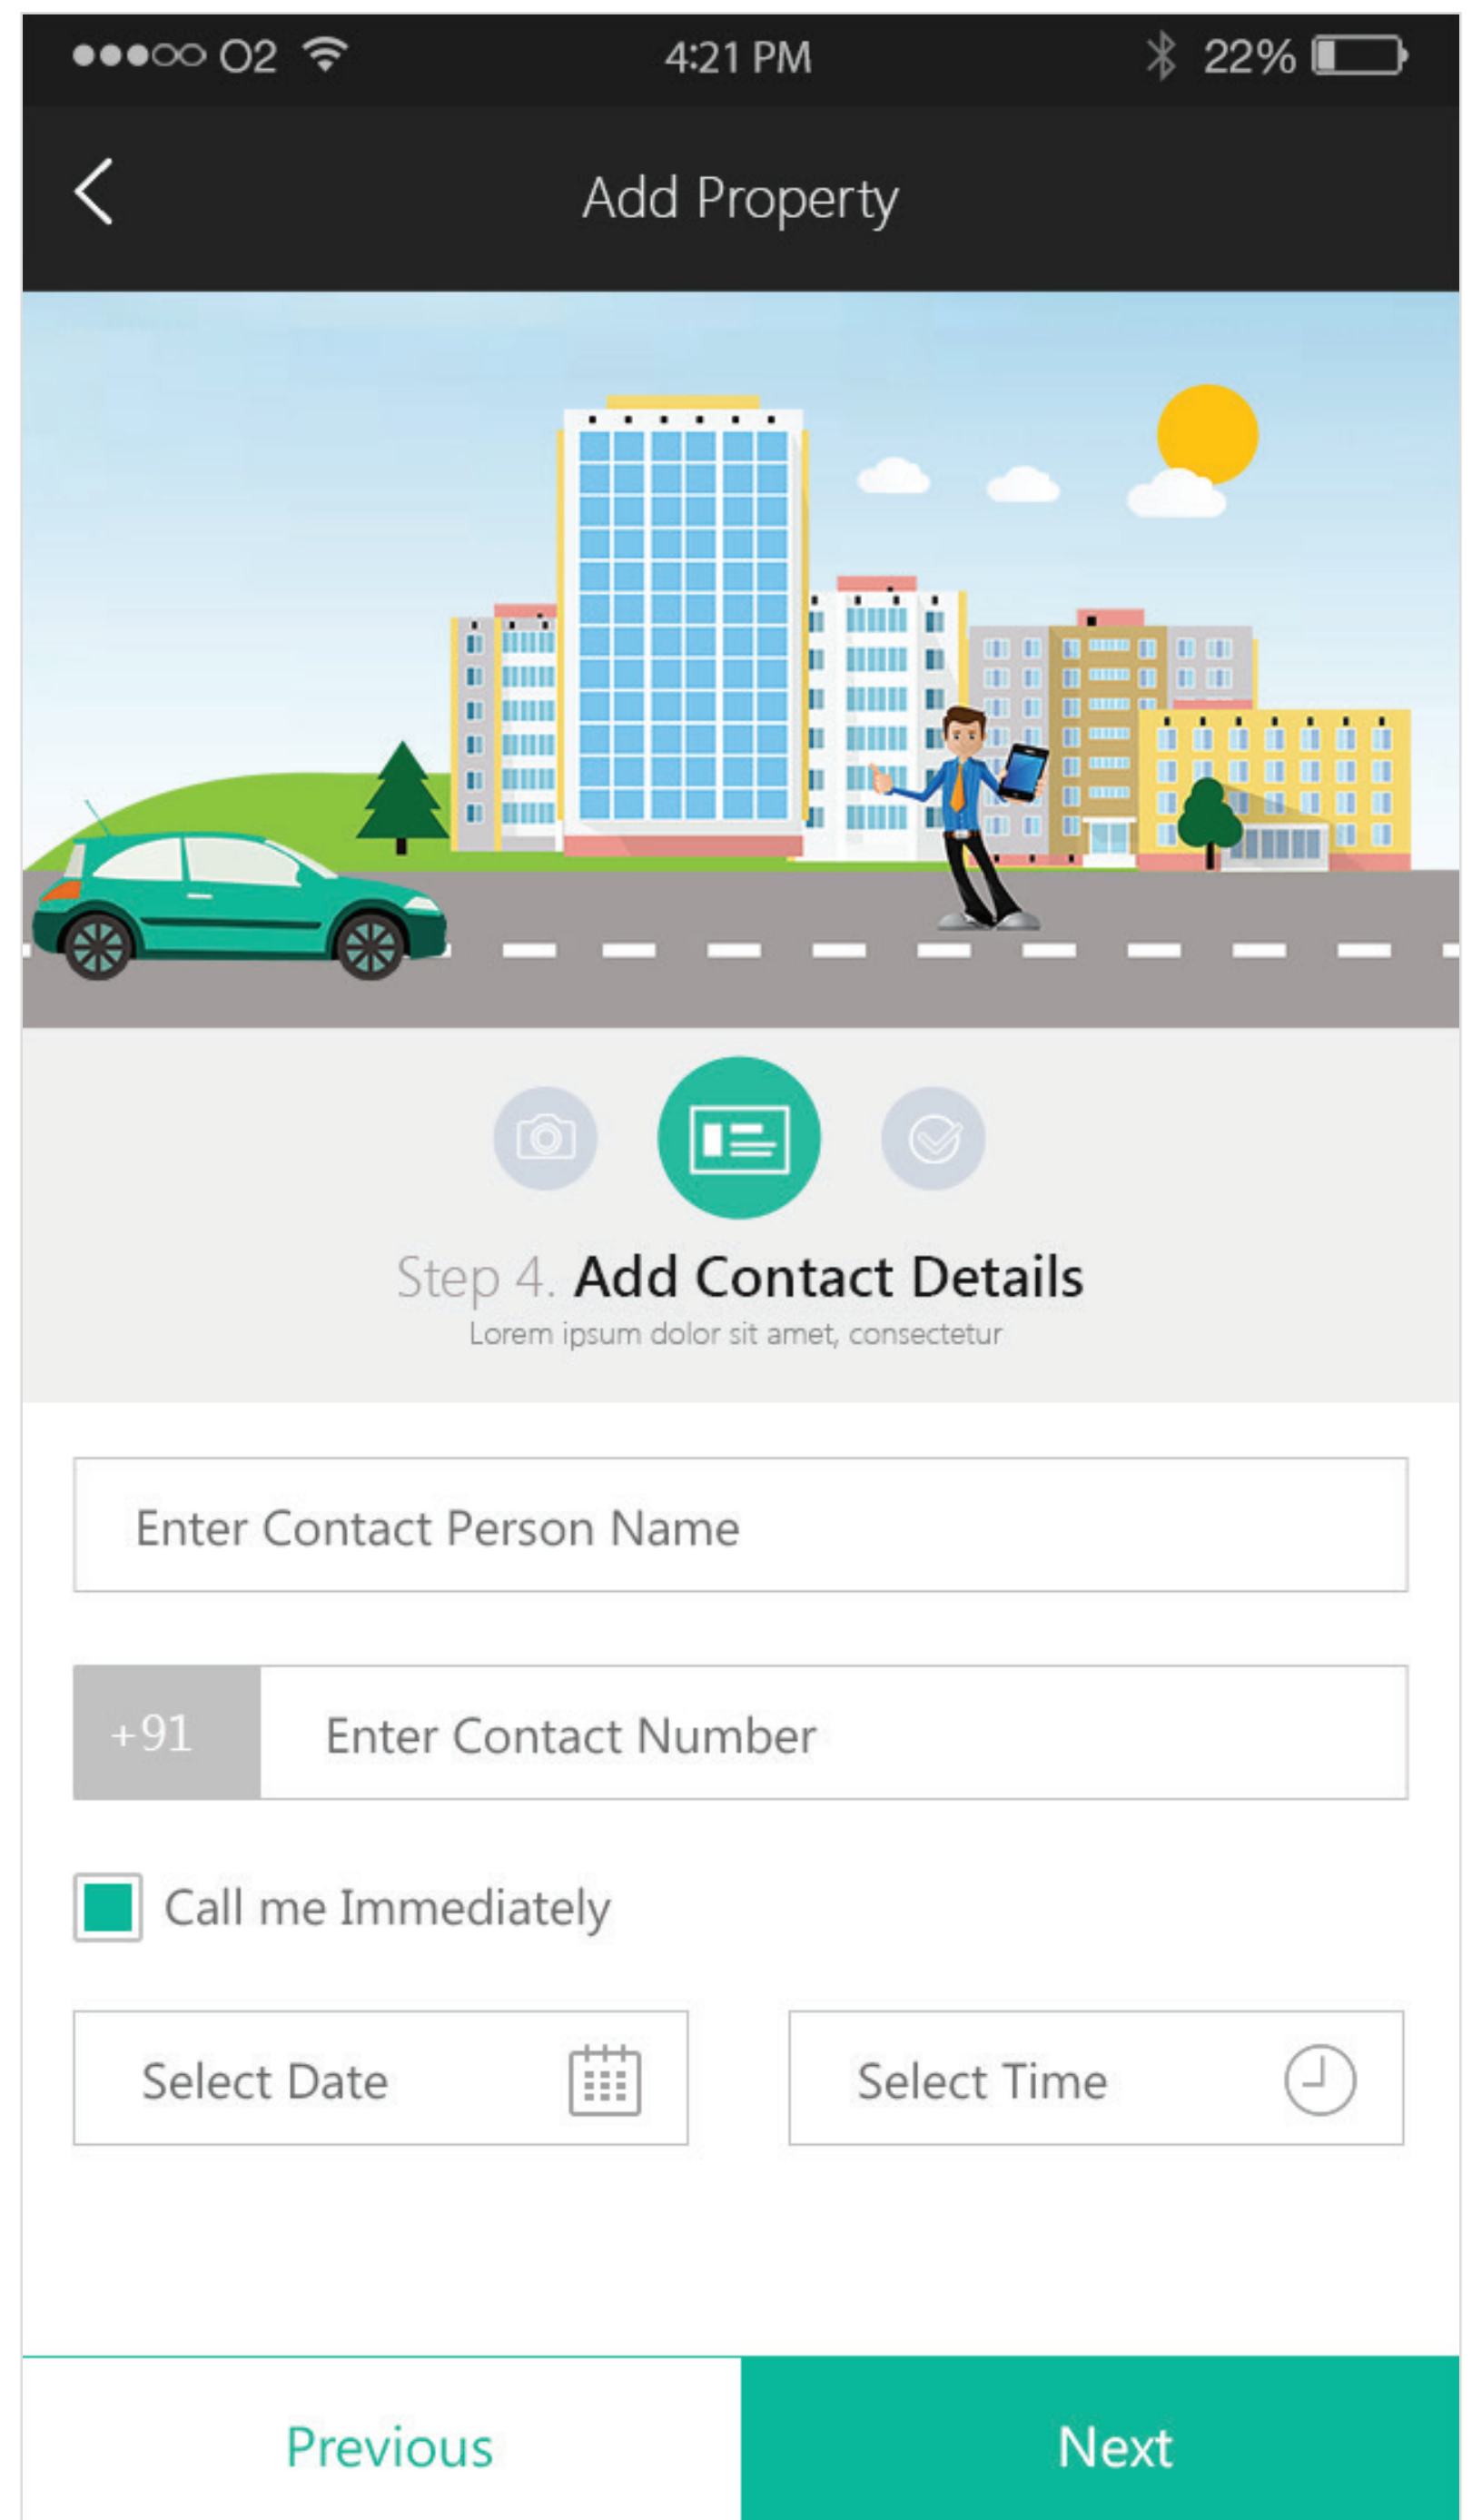 O2 4:21 PM 22%
Add Property
Step 4. Add Contact Details
Lorem ipsum dolor sit amet, consectetur
Enter Contact Person Name
+91 Enter Contact Number
Call me Immediately
Select Date Select Time
Previous Next